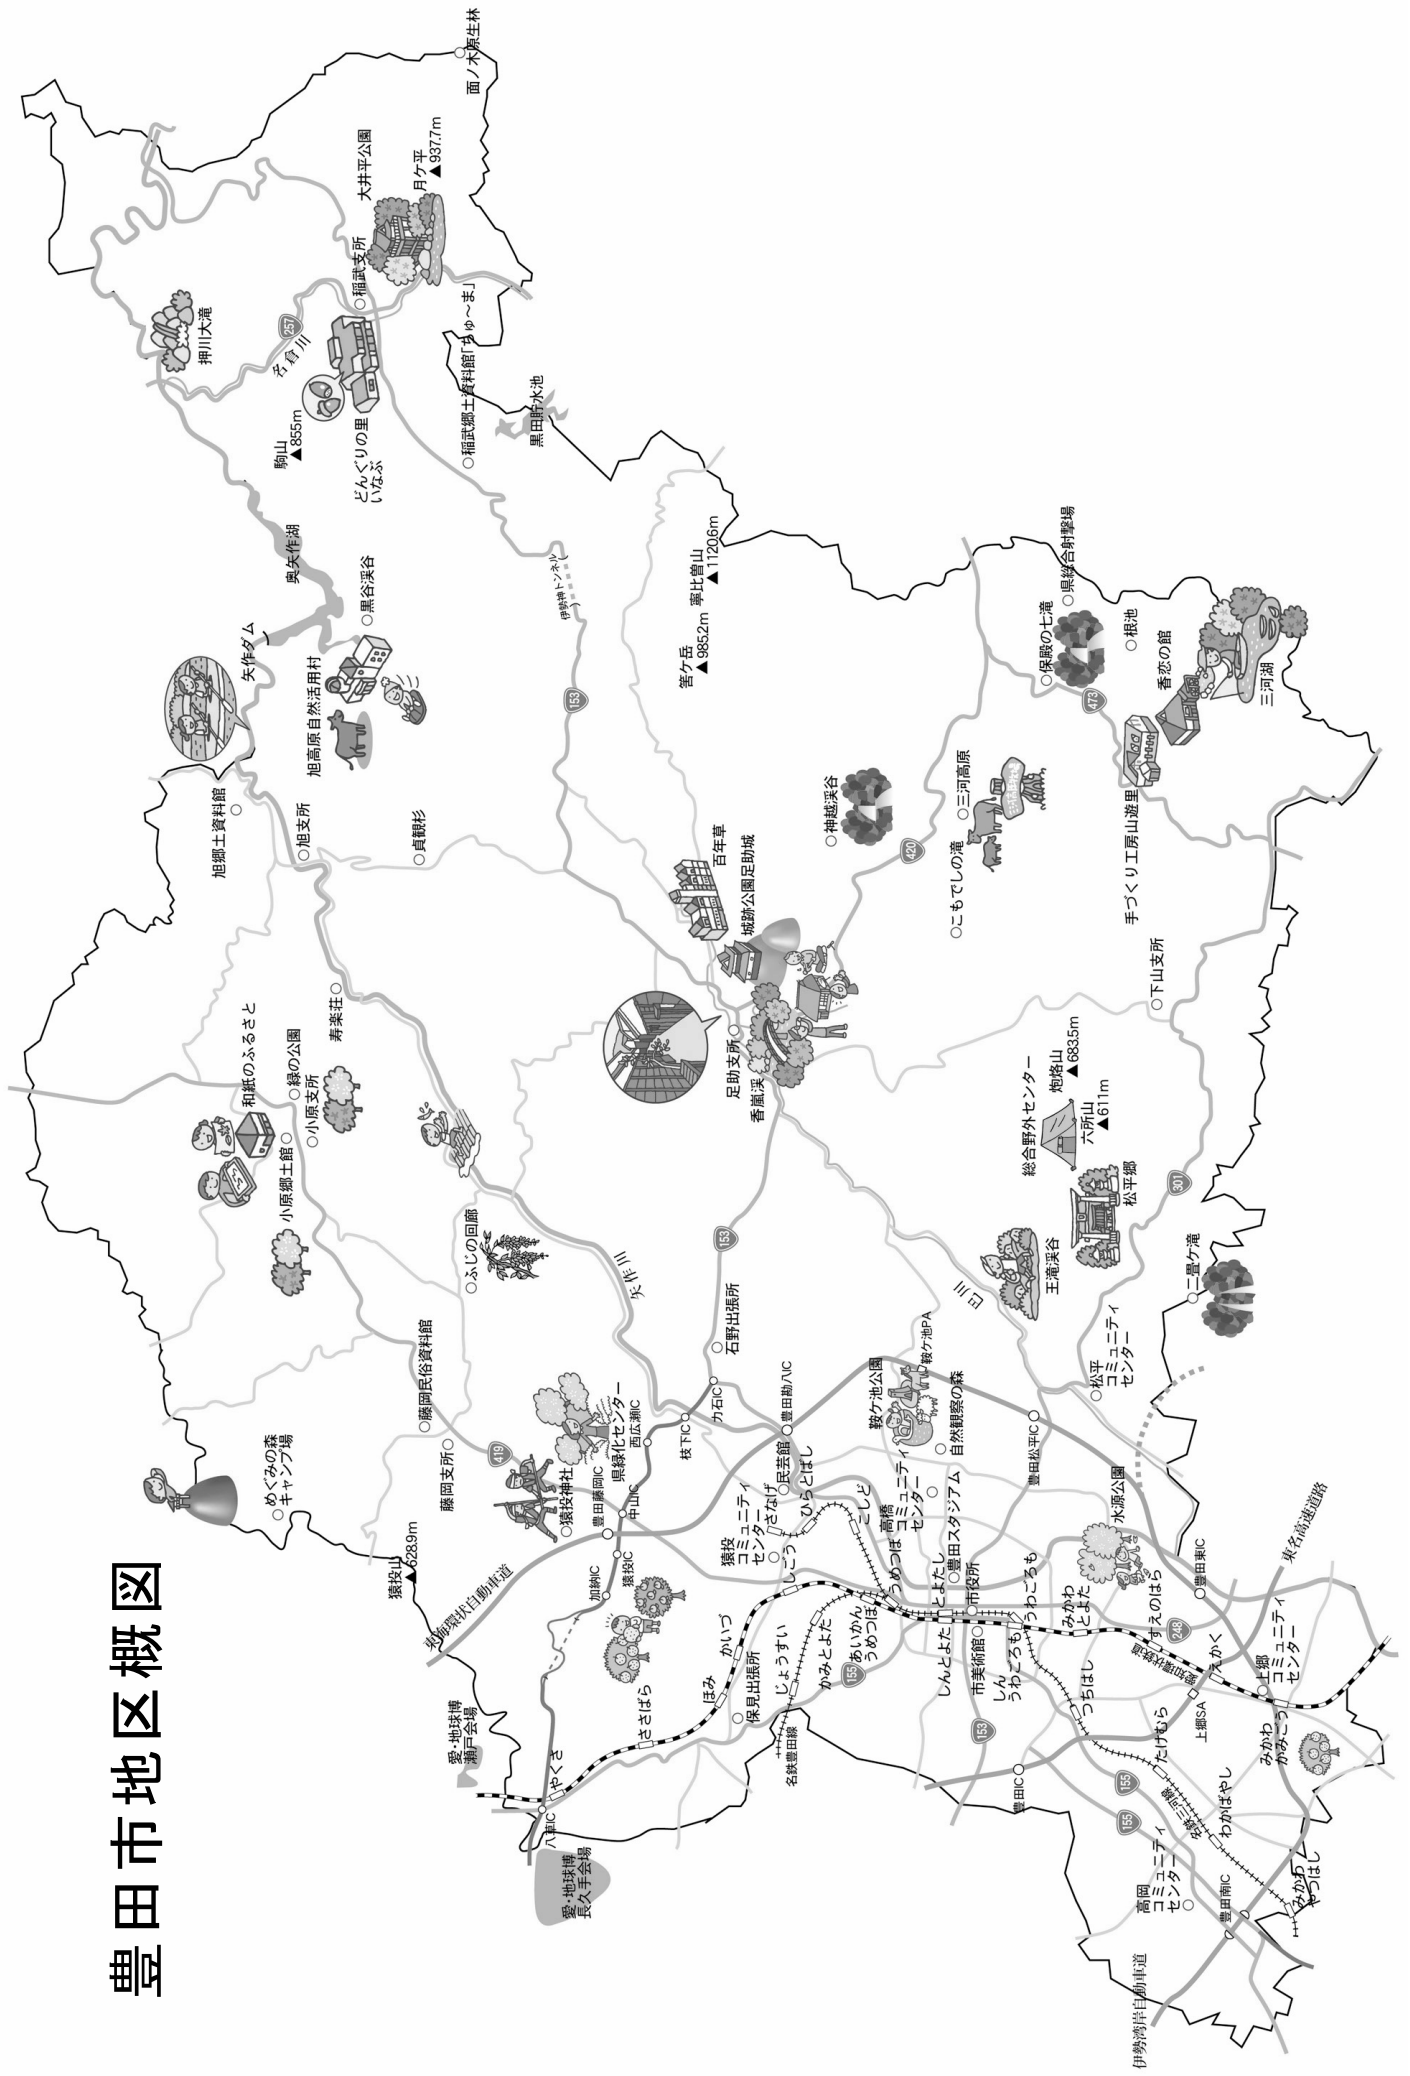 豊田市地区概図
面ノ木原生林
大井平公園
月ケ平
▲937.7m
稲武支所
押川大滝
257
名倉川
駒山
▲855m
どんぐりの里
いなぶ
稲武郷土資料館「ちゅ〜ま」
黒田貯水池
奥矢作湖
黒谷渓谷
矢作ダム
旭高原自然活用村
伊勢神トンネル
153
筈ケ岳
▲985.2m
寧比曽山
▲1120.6m
県総合射撃場
保殿の七滝
根池
香恋の館
473
三河湖
手づくり工房山遊里
旭郷土資料館
旭支所
貞観杉
神越渓谷
三河高原
420
こもでしの滝
百年草
城跡公園足助城
足助支所
香嵐渓
下山支所
寿楽荘
和紙のふるさと
緑の公園
小原支所
小原郷土館
ふじの回廊
矢作川
153
石野出張所
総合野外センター
炮烙山
▲683.5m
六所山
▲611m
松平郷
301
王滝渓谷
巴川
二畳ケ滝
松平
コミュニティ
センター
藤岡民俗資料館
藤岡支所
419
めぐみの森
キャンプ場
猿投山
▲628.9m
猿投神社
県緑化センター
西広瀬IC
枝下IC
力石IC
豊田勘八IC
豊田藤岡IC
中山IC
猿投IC
加納IC
東海環状自動車道
鞍ケ池公園
鞍ケ池PA
自然観察の森
豊田松平IC
民芸館
猿投
コミュニティ
センター
さなげ
ひらとばし
こしど
しごう
高橋
コミュニティ
センター
豊田スタジアム
水源公園
うめつぼ
とよたし
市役所
うわごろも
みかわ
とよた
すえのはら
豊田東IC
東名高速道路
248
愛知環状鉄道
えかく
上郷
コミュニティ
センター
かいづ
ほみ
保見出張所
じょうすい
かみとよた
あいかん
うめつぼ
155
しんとよた
市美術館
しん
うわごろも
つちはし
153
たけむら
上郷SA
みかわ
かみごう
ささばら
名鉄豊田線
愛・地球博
瀬戸会場
やくさ
八草IC
愛・地球博
長久手会場
豊田IC
155
155
名鉄三河線
わかばやし
高岡
コミュニティ
センター
豊田南IC
みかわ
やつはし
伊勢湾岸自動車道